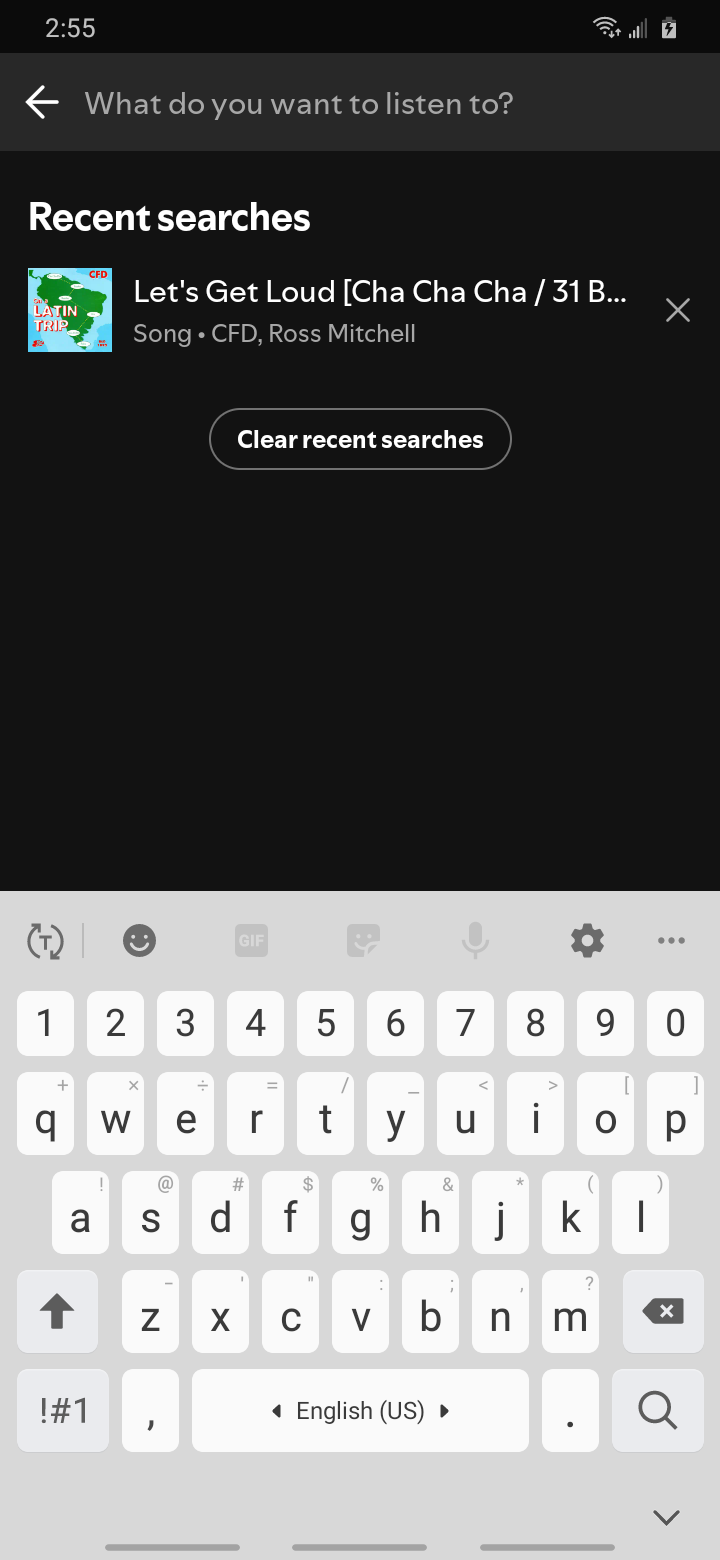 2:55
What do you want to listen to?
Recent searches
CFD
LATIN
TRIP
Let's Get Loud [Cha Cha Cha / 31 B...
Song • CFD, Ross Mitchell
Clear recent searches
T
GIF
1 2 3 4 5 6 7 8 9 0
+ × ÷ = / _ < > [ ]
q w e r t y u i o p
! @ # $ % & * ( )
a s d f g h j k l
- ' " : ; , ?
z x c v b n m
!#1 , English (US) .